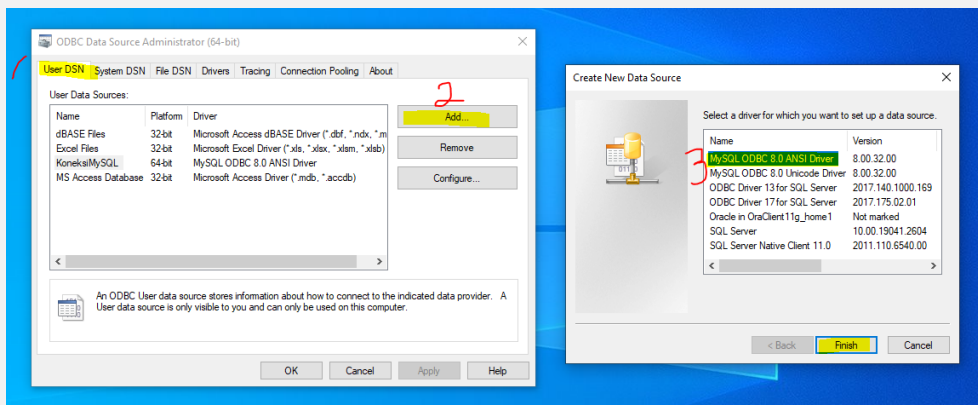 ODBC Data Source Administrator (64-bit)
1
User DSN System DSN File DSN Drivers Tracing Connection Pooling About
User Data Sources:
2
Name Platform Driver
Add...
dBASE Files 32-bit Microsoft Access dBASE Driver (*.dbf, *.ndx, *.m
Excel Files 32-bit Microsoft Excel Driver (*.xls, *.xlsx, *.xlsm, *.xlsb)
Remove
KoneksiMySQL 64-bit MySQL ODBC 8.0 ANSI Driver
MS Access Database 32-bit Microsoft Access Driver (*.mdb, *.accdb)
Configure...
An ODBC User data source stores information about how to connect to the indicated data provider. A
User data source is only visible to you and can only be used on this computer.
OK Cancel Apply Help
Create New Data Source
Select a driver for which you want to set up a data source.
Name Version
3
MySQL ODBC 8.0 ANSI Driver 8.00.32.00
MySQL ODBC 8.0 Unicode Driver 8.00.32.00
ODBC Driver 13 for SQL Server 2017.140.1000.169
ODBC Driver 17 for SQL Server 2017.175.02.01
Oracle in OraClient11g_home1 Not marked
SQL Server 10.00.19041.2604
SQL Server Native Client 11.0 2011.110.6540.00
< Back Finish Cancel